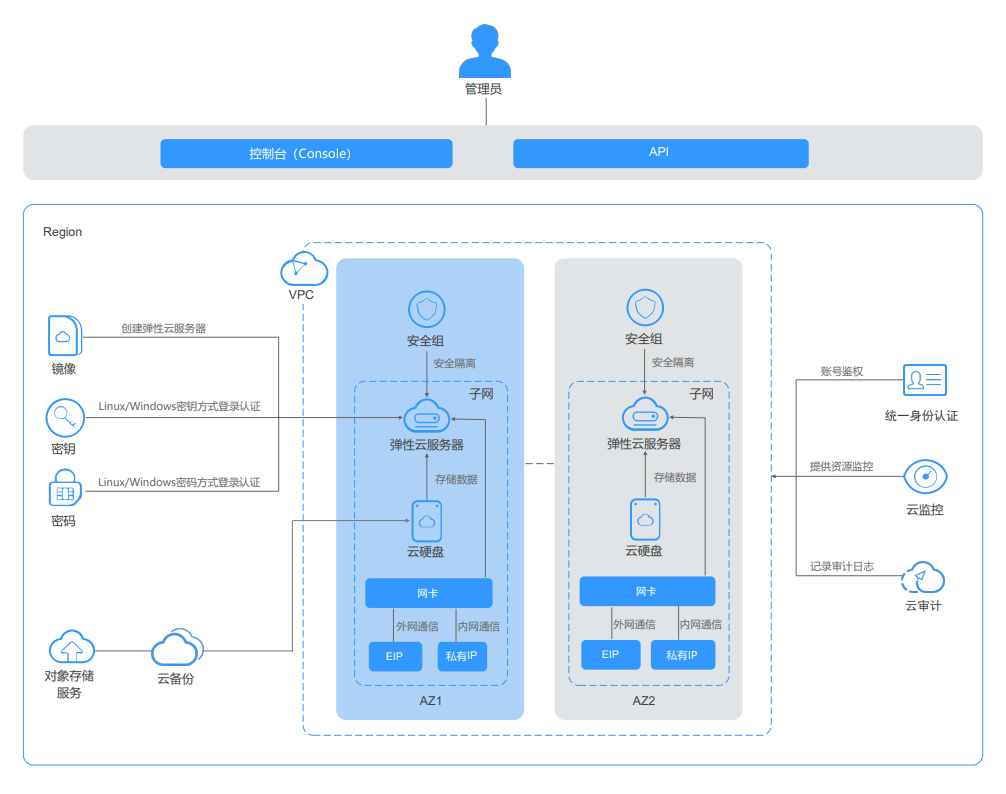 管理员
控制台（Console）
API
Region
VPC
镜像
创建弹性云服务器
密钥
Linux/Windows密钥方式登录认证
密码
Linux/Windows密码方式登录认证
对象存储
服务
云备份
安全组
安全隔离
子网
弹性云服务器
存储数据
云硬盘
网卡
外网通信
内网通信
EIP
私有IP
AZ1
安全组
安全隔离
子网
弹性云服务器
存储数据
云硬盘
网卡
外网通信
内网通信
EIP
私有IP
AZ2
账号鉴权
统一身份认证
提供资源监控
云监控
记录审计日志
云审计